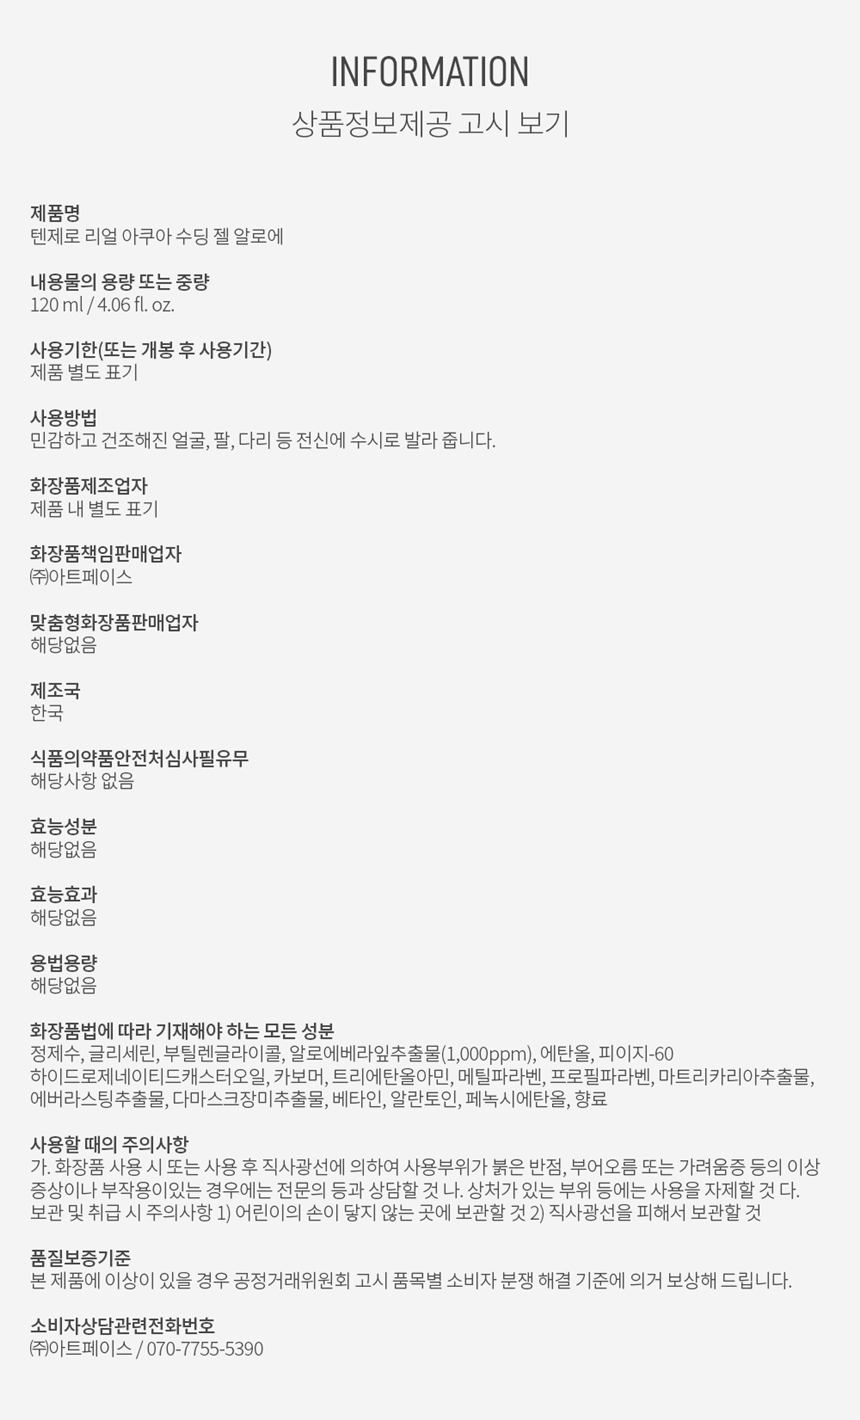 INFORMATION
상품정보제공 고시 보기
제품명
텐제로 리얼 아쿠아 수딩 젤 알로에
내용물의 용량 또는 중량
120 ml / 4.06 fl. oz.
사용기한(또는 개봉 후 사용기간)
제품 별도 표기
사용방법
민감하고 건조해진 얼굴, 팔, 다리 등 전신에 수시로 발라 줍니다.
화장품제조업자
제품 내 별도 표기
화장품책임판매업자
㈜아트페이스
맞춤형화장품판매업자
해당없음
제조국
한국
식품의약품안전처심사필유무
해당사항 없음
효능성분
해당없음
효능효과
해당없음
용법용량
해당없음
화장품법에 따라 기재해야 하는 모든 성분
정제수, 글리세린, 부틸렌글라이콜, 알로에베라잎추출물(1,000ppm), 에탄올, 피이지-60
하이드로제네이티드캐스터오일, 카보머, 트리에탄올아민, 메틸파라벤, 프로필파라벤, 마트리카리아추출물,
에버라스팅추출물, 다마스크장미추출물, 베타인, 알란토인, 페녹시에탄올, 향료
사용할 때의 주의사항
가. 화장품 사용 시 또는 사용 후 직사광선에 의하여 사용부위가 붉은 반점, 부어오름 또는 가려움증 등의 이상
증상이나 부작용이있는 경우에는 전문의 등과 상담할 것 나. 상처가 있는 부위 등에는 사용을 자제할 것 다.
보관 및 취급 시 주의사항 1) 어린이의 손이 닿지 않는 곳에 보관할 것 2) 직사광선을 피해서 보관할 것
품질보증기준
본 제품에 이상이 있을 경우 공정거래위원회 고시 품목별 소비자 분쟁 해결 기준에 의거 보상해 드립니다.
소비자상담관련전화번호
㈜아트페이스 / 070-7755-5390